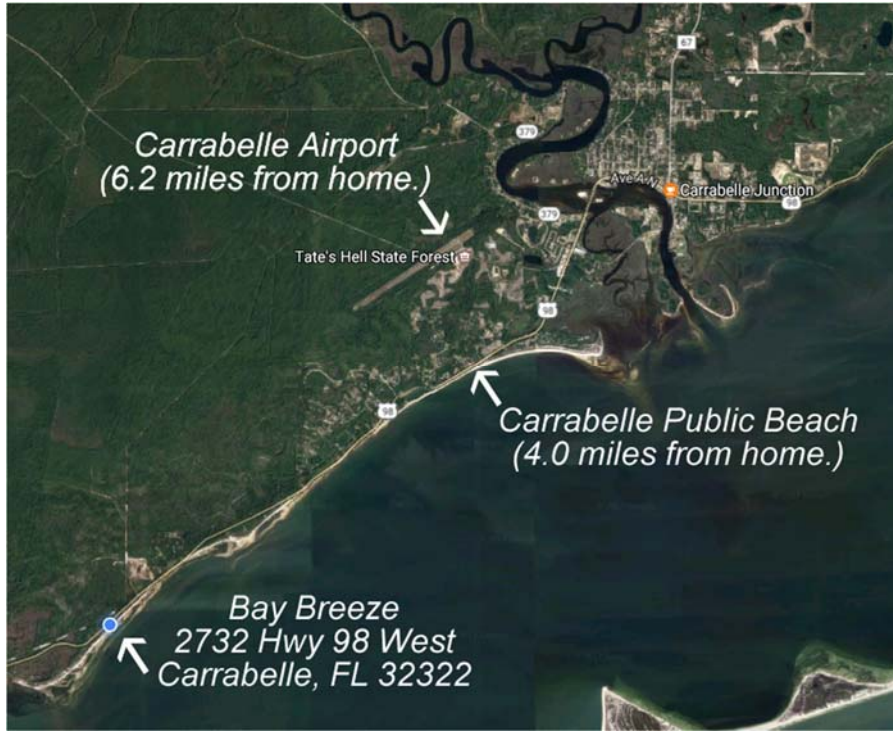 67
379
Carrabelle Airport
(6.2 miles from home.)
Ave A N
Carrabelle Junction
98
379
Tate's Hell State Forest
98
98
Carrabelle Public Beach
(4.0 miles from home.)
Bay Breeze
2732 Hwy 98 West
Carrabelle, FL 32322